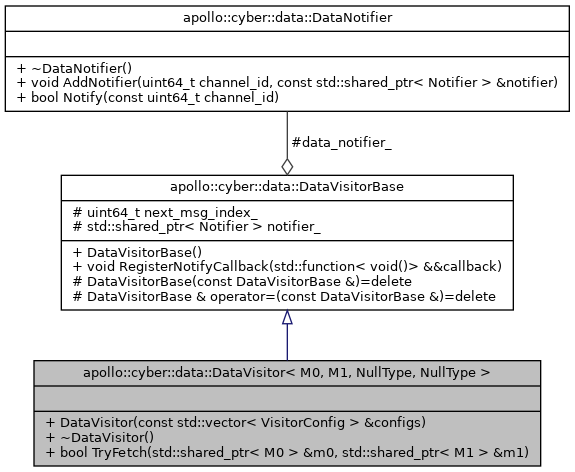 apollo::cyber::data::DataNotifier
+ ~DataNotifier()
+ void AddNotifier(uint64_t channel_id, const std::shared_ptr< Notifier > &notifier)
+ bool Notify(const uint64_t channel_id)
#data_notifier_
apollo::cyber::data::DataVisitorBase
# uint64_t next_msg_index_
# std::shared_ptr< Notifier > notifier_
+ DataVisitorBase()
+ void RegisterNotifyCallback(std::function< void()> &&callback)
# DataVisitorBase(const DataVisitorBase &)=delete
# DataVisitorBase & operator=(const DataVisitorBase &)=delete
apollo::cyber::data::DataVisitor< M0, M1, NullType, NullType >
+ DataVisitor(const std::vector< VisitorConfig > &configs)
+ ~DataVisitor()
+ bool TryFetch(std::shared_ptr< M0 > &m0, std::shared_ptr< M1 > &m1)